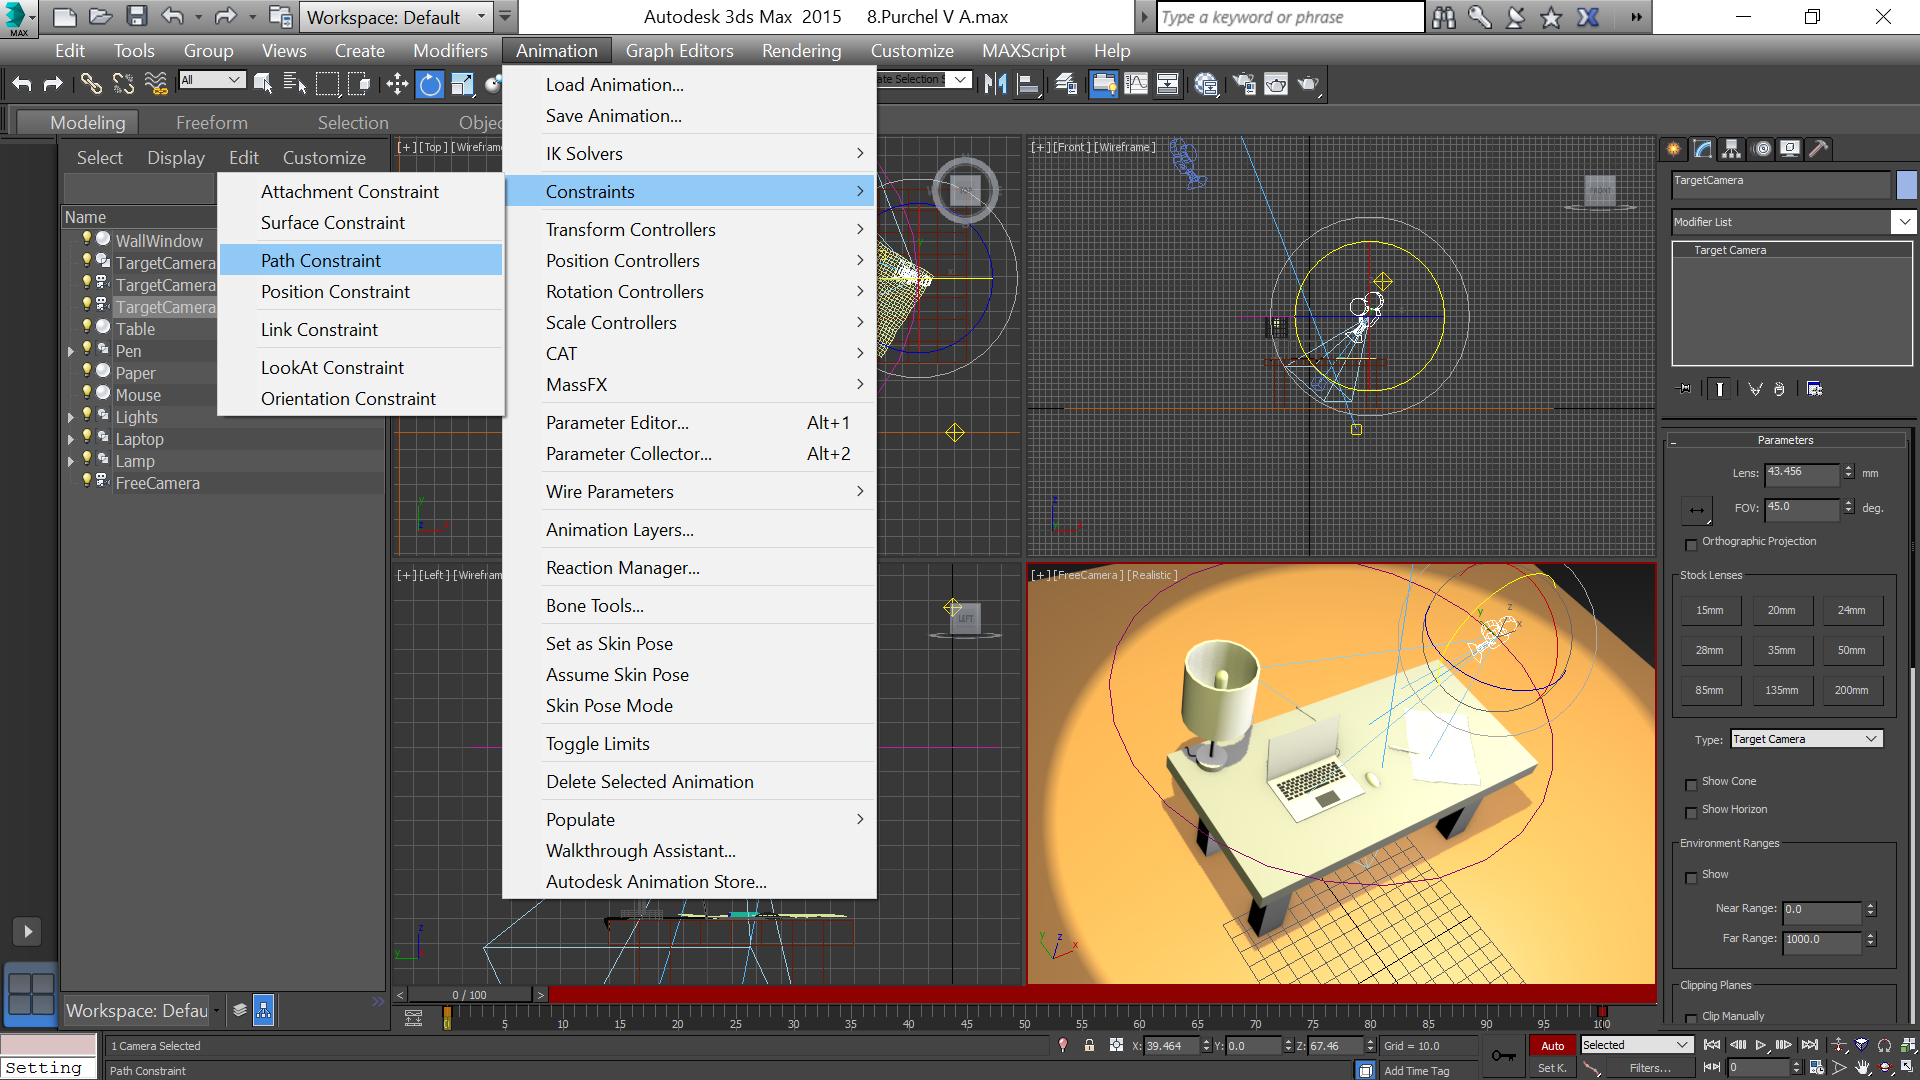 MAX
Workspace: Default
Autodesk 3ds Max 2015
8.Purchel V A.max
Type a keyword or phrase
Edit Tools Group Views Create Modifiers Animation Graph Editors Rendering Customize MAXScript Help
All
Modeling Freeform Selection
Select Display Edit Customize
Name
WallWindow
TargetCamera
TargetCamera
TargetCamera
Table
Pen
Paper
Mouse
Lights
Laptop
Lamp
FreeCamera
Attachment Constraint
Surface Constraint
Path Constraint
Position Constraint
Link Constraint
LookAt Constraint
Orientation Constraint
Load Animation...
Save Animation...
IK Solvers
Constraints
Transform Controllers
Position Controllers
Rotation Controllers
Scale Controllers
CAT
MassFX
Parameter Editor... Alt+1
Parameter Collector... Alt+2
Wire Parameters
Animation Layers...
Reaction Manager...
Bone Tools...
Set as Skin Pose
Assume Skin Pose
Skin Pose Mode
Toggle Limits
Delete Selected Animation
Populate
Walkthrough Assistant...
Autodesk Animation Store...
[+] [Top]
TOP
[+] [Front] [Wireframe]
FRONT
[+] [Left]
LEFT
[+] [FreeCamera] [Realistic]
y z x
TargetCamera
Modifier List
Target Camera
Parameters
Lens: 43.456 mm
FOV: 45.0 deg.
Orthographic Projection
Stock Lenses
15mm 20mm 24mm
28mm 35mm 50mm
85mm 135mm 200mm
Type: Target Camera
Show Cone
Show Horizon
Environment Ranges
Show
Near Range: 0.0
Far Range: 1000.0
Clipping Planes
Clip Manually
Workspace: Defau
< 0 / 100 >
0 5 10 15 20 25 30 35 40 45 50 55 60 65 70 75 80 85 90 95 100
1 Camera Selected
X: 39.464 Y: 0.0 Z: 67.46 Grid = 10.0
Auto Selected
Setting
Path Constraint
Add Time Tag
Set K. Filters... 0